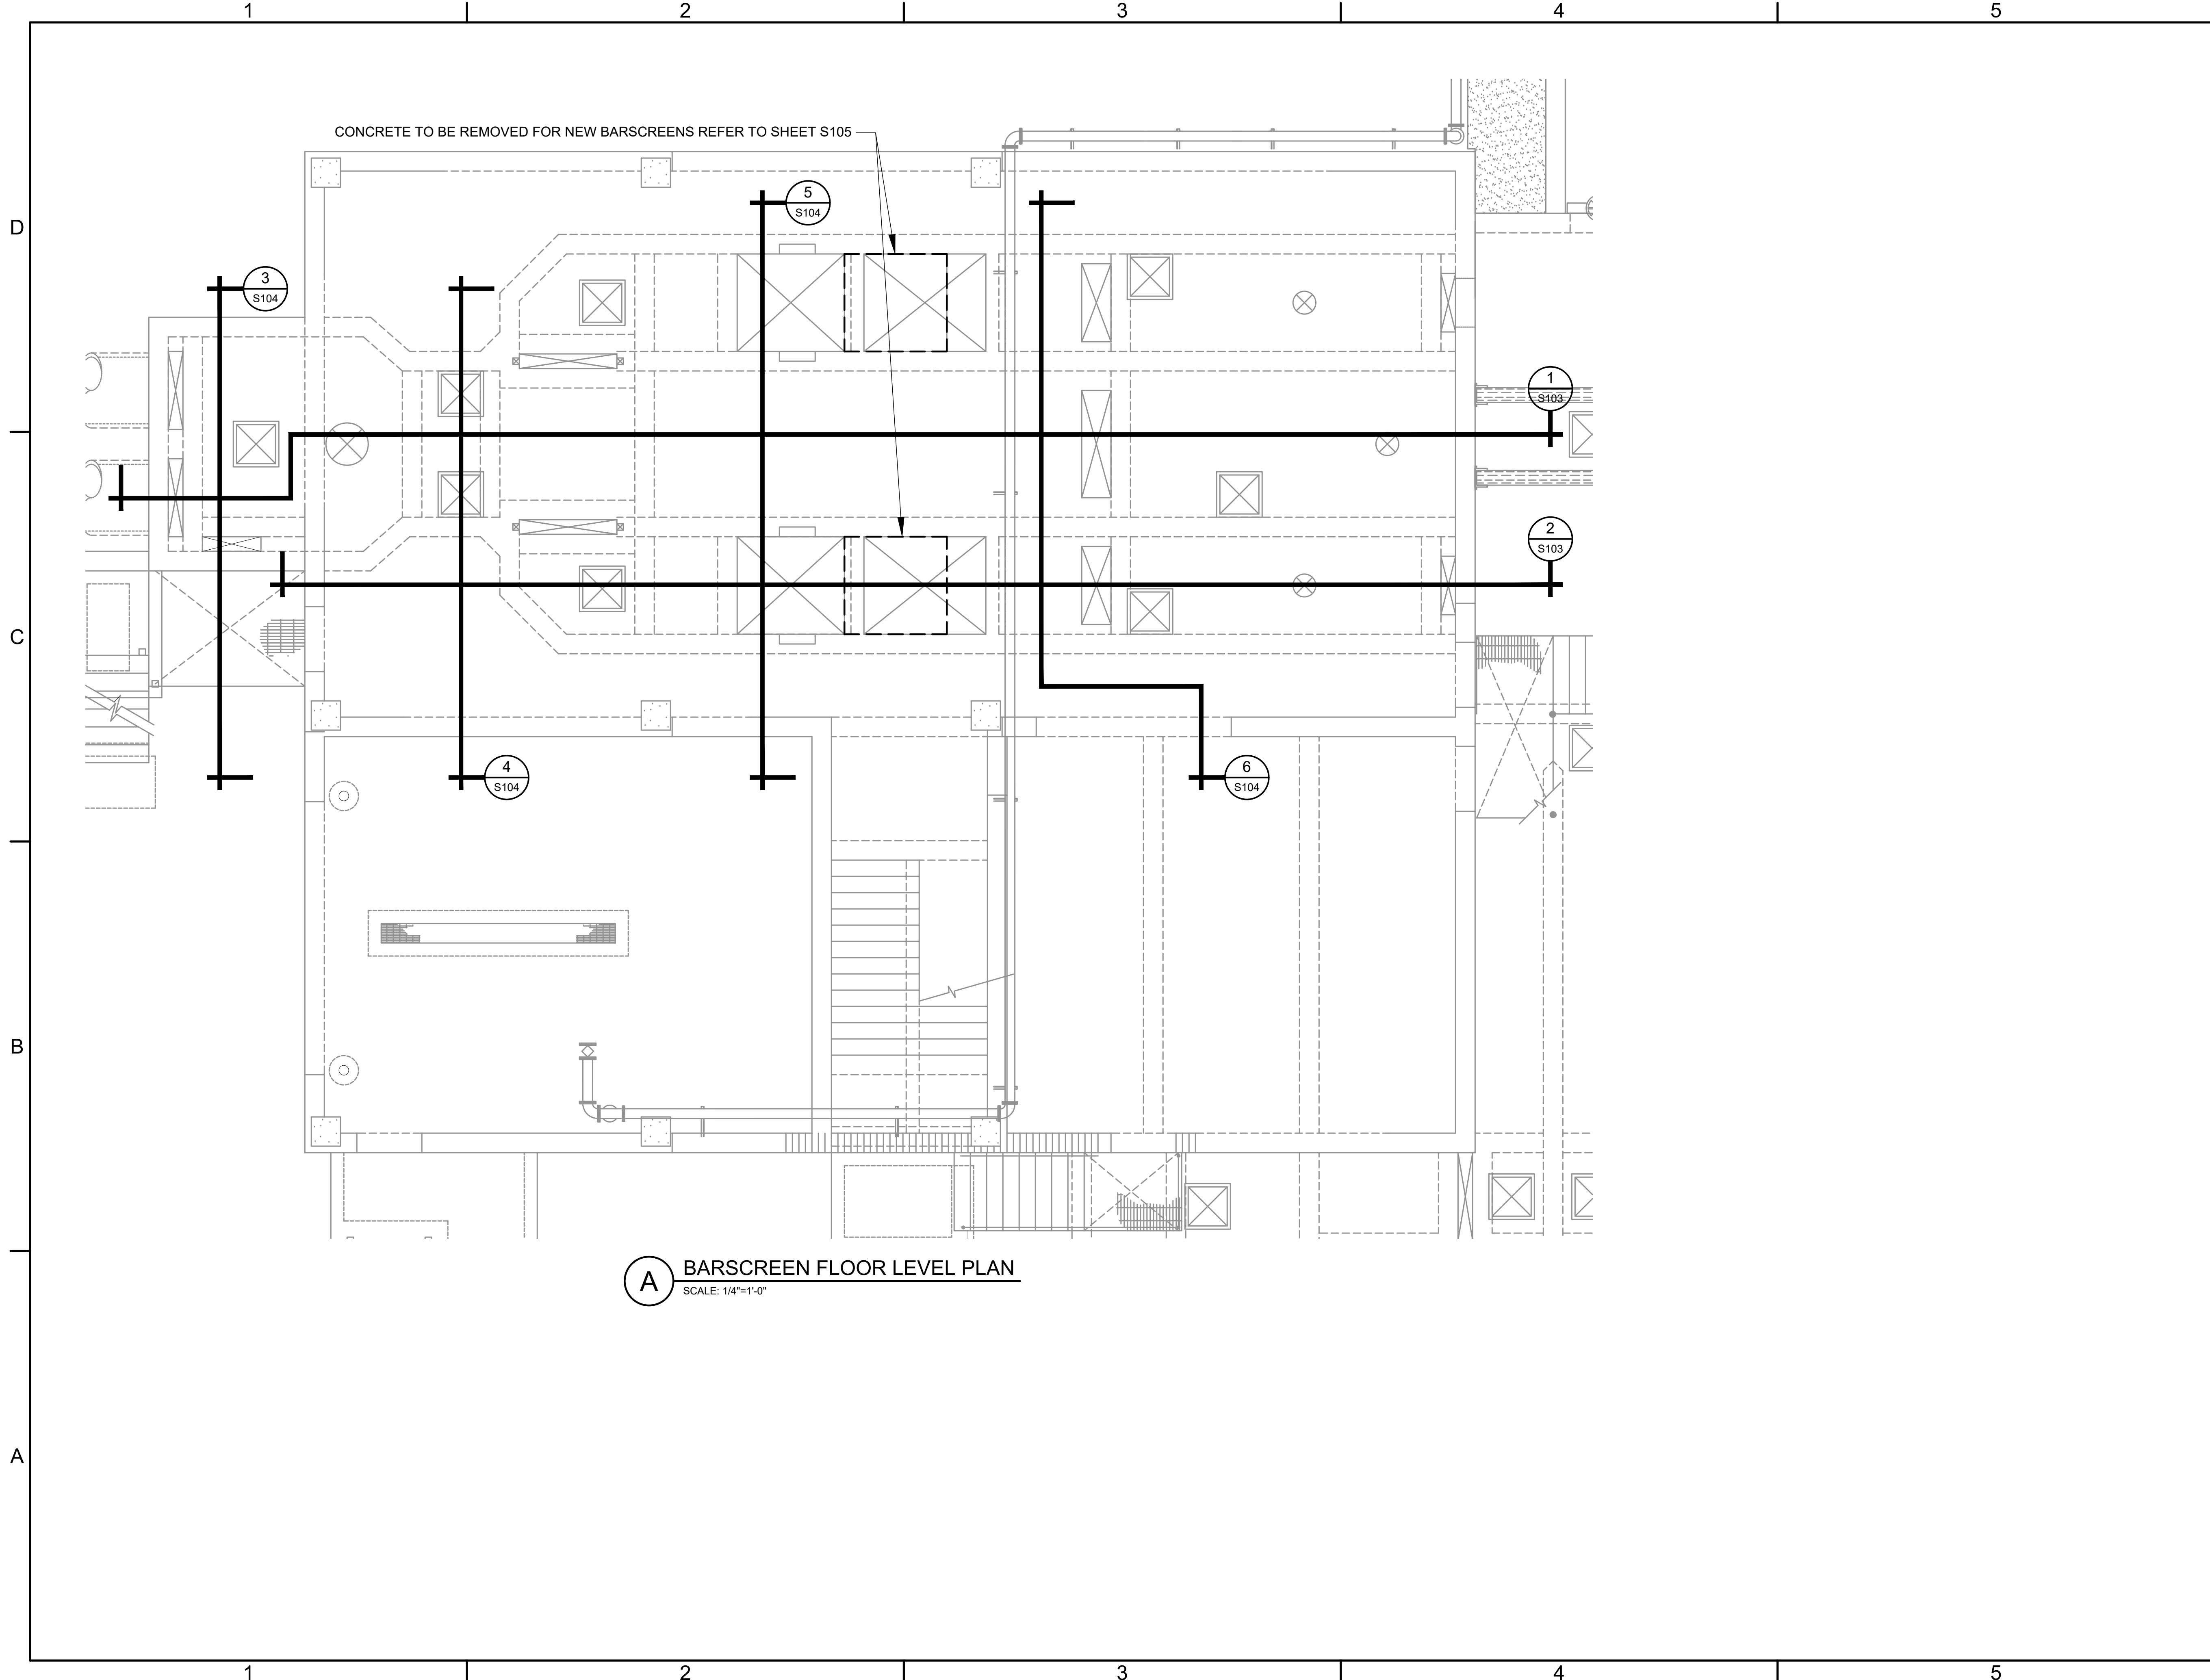 1 2 3 4 5
CONCRETE TO BE REMOVED FOR NEW BARSCREENS REFER TO SHEET S105
5
S104
D
3
S104
1
S103
2
S103
C
4
S104
6
S104
B
A BARSCREEN FLOOR LEVEL PLAN
SCALE: 1/4"=1'-0"
A
1 2 3 4 5